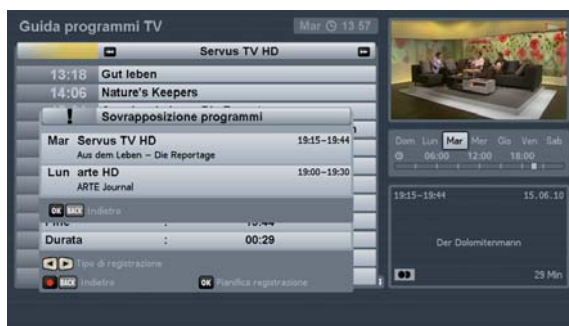 Guida programmi TV
Mar 13 57
Servus TV HD
13:18 Gut leben
14:06 Nature's Keepers
! Sovrapposizione programmi
Mar Servus TV HD 19:15-19:44
Aus dem Leben – Die Reportage
Lun arte HD 19:00-19:30
ARTE Journal
OK BACK Indietro
Durata : 00:29
Tipo di registrazione
BACK Indietro
OK Pianifica registrazione
Dom Lun Mar Mer Gio Ven Sab
06:00 12:00 18:00
19:15-19:44 15.06.10
Der Dolomitenmann
29 Min